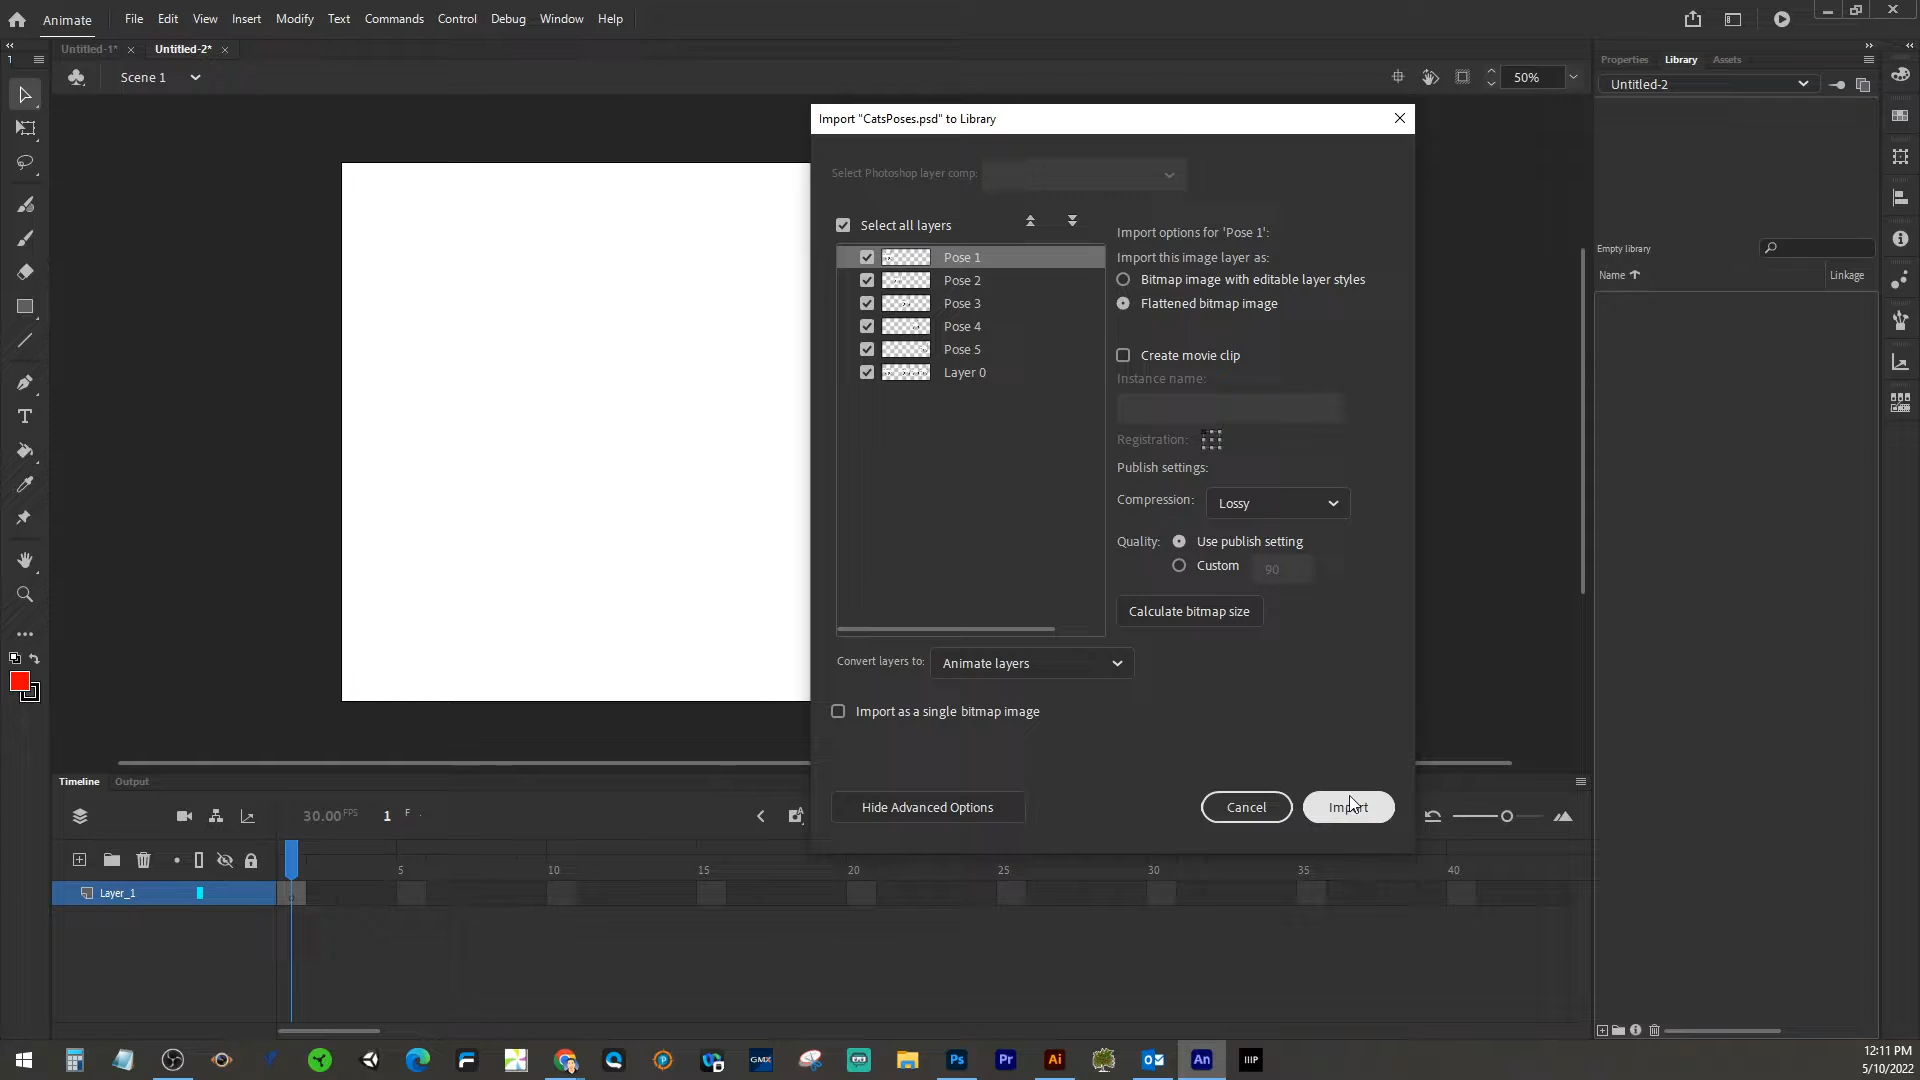 Animate File Edit View Insert Modify Text Commands Control Debug Window Help
Untitled-1* Untitled-2*
Scene 1 50%
Properties Library Assets
Untitled-2
Import "CatsPoses.psd" to Library
Select Photoshop layer comp:
Select all layers
Pose 1
Pose 2
Pose 3
Pose 4
Pose 5
Layer 0
Import options for 'Pose 1':
Import this image layer as:
Bitmap image with editable layer styles
Flattened bitmap image
Create movie clip
Instance name:
Registration:
Publish settings:
Compression: Lossy
Quality: Use publish setting
Custom 90
Calculate bitmap size
Convert layers to: Animate layers
Import as a single bitmap image
Hide Advanced Options Cancel Import
Empty library
Name Linkage
Timeline Output
30.00 FPS 1 F
5 10 15 20 25 30 35 40
Layer_1
GMX Ps Pr Ai An
12:11 PM
5/10/2022